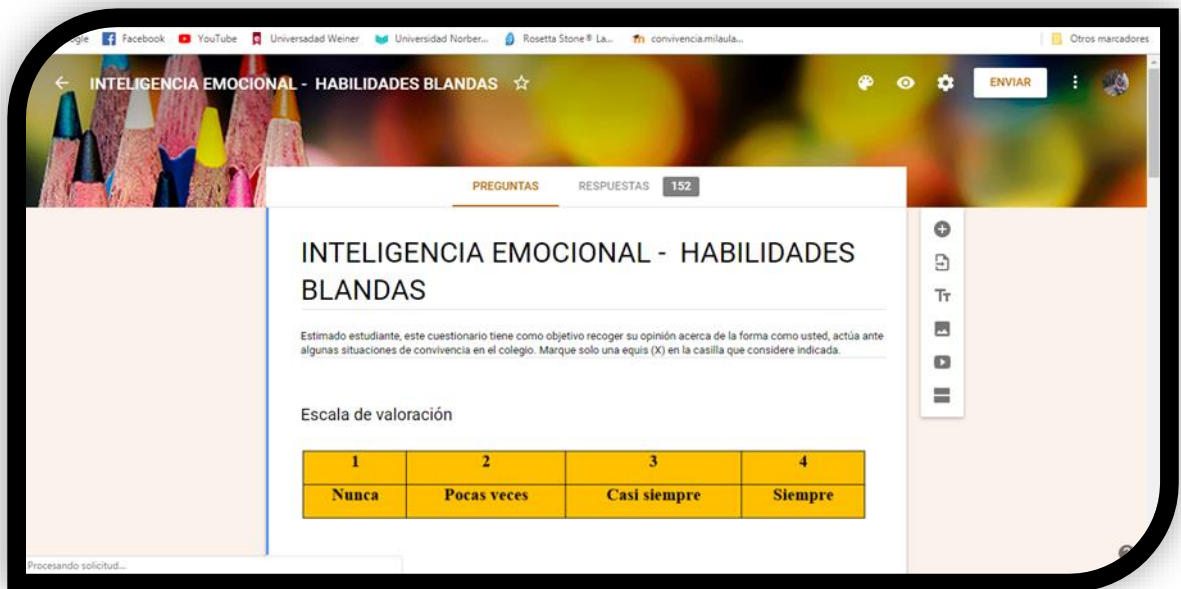 Facebook YouTube Universadad Weiner Universidad Norber... Rosetta Stone® La... convivencia.milaula... Otros marcadores
INTELIGENCIA EMOCIONAL - HABILIDADES BLANDAS ENVIAR
PREGUNTAS RESPUESTAS 152
INTELIGENCIA EMOCIONAL - HABILIDADES
BLANDAS
Estimado estudiante, este cuestionario tiene como objetivo recoger su opinión acerca de la forma como usted, actúa ante
algunas situaciones de convivencia en el colegio. Marque solo una equis (X) en la casilla que considere indicada.
Tт
Escala de valoración
1 2 3 4
Nunca Pocas veces Casi siempre Siempre
Procesando solicitud...